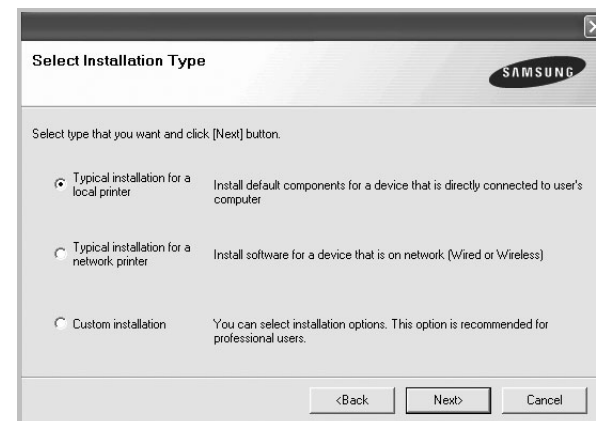 Select Installation Type
SAMSUNG
Select type that you want and click [Next] button.
Typical installation for a
local printer
Install default components for a device that is directly connected to user's
computer
Typical installation for a
network printer
Install software for a device that is on network (Wired or Wireless)
Custom installation
You can select installation options. This option is recommended for
professional users.
<Back
Next>
Cancel